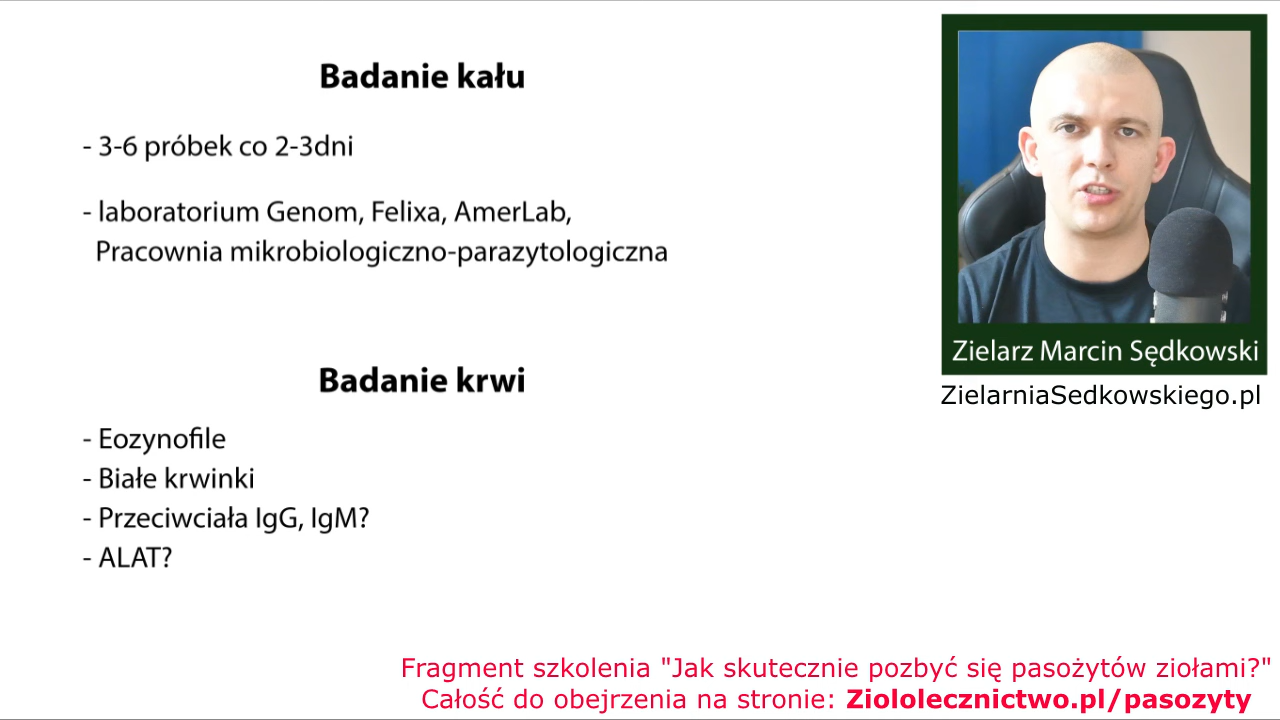 Badanie kału
- 3-6 próbek co 2-3dni
- laboratorium Genom, Felixa, AmerLab,
Pracownia mikrobiologiczno-parazytologiczna
Badanie krwi
- Eozynofile
- Białe krwinki
- Przeciwciała IgG, IgM?
- ALAT?
Zielarz Marcin Sędkowski
ZielarniaSedkowskiego.pl
Fragment szkolenia "Jak skutecznie pozbyć się pasożytów ziołami?"
Całość do obejrzenia na stronie: Ziololecznictwo.pl/pasozyty